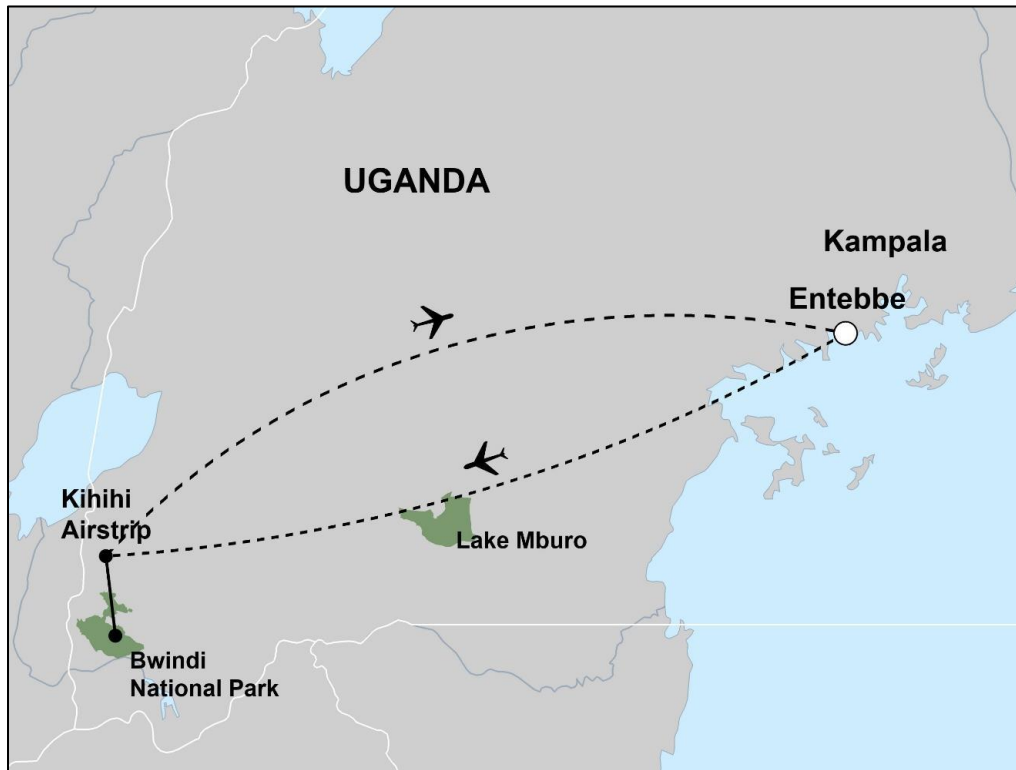 UGANDA
Kampala
Entebbe
Kihihi
Airstrip
Lake Mburo
Bwindi
National Park